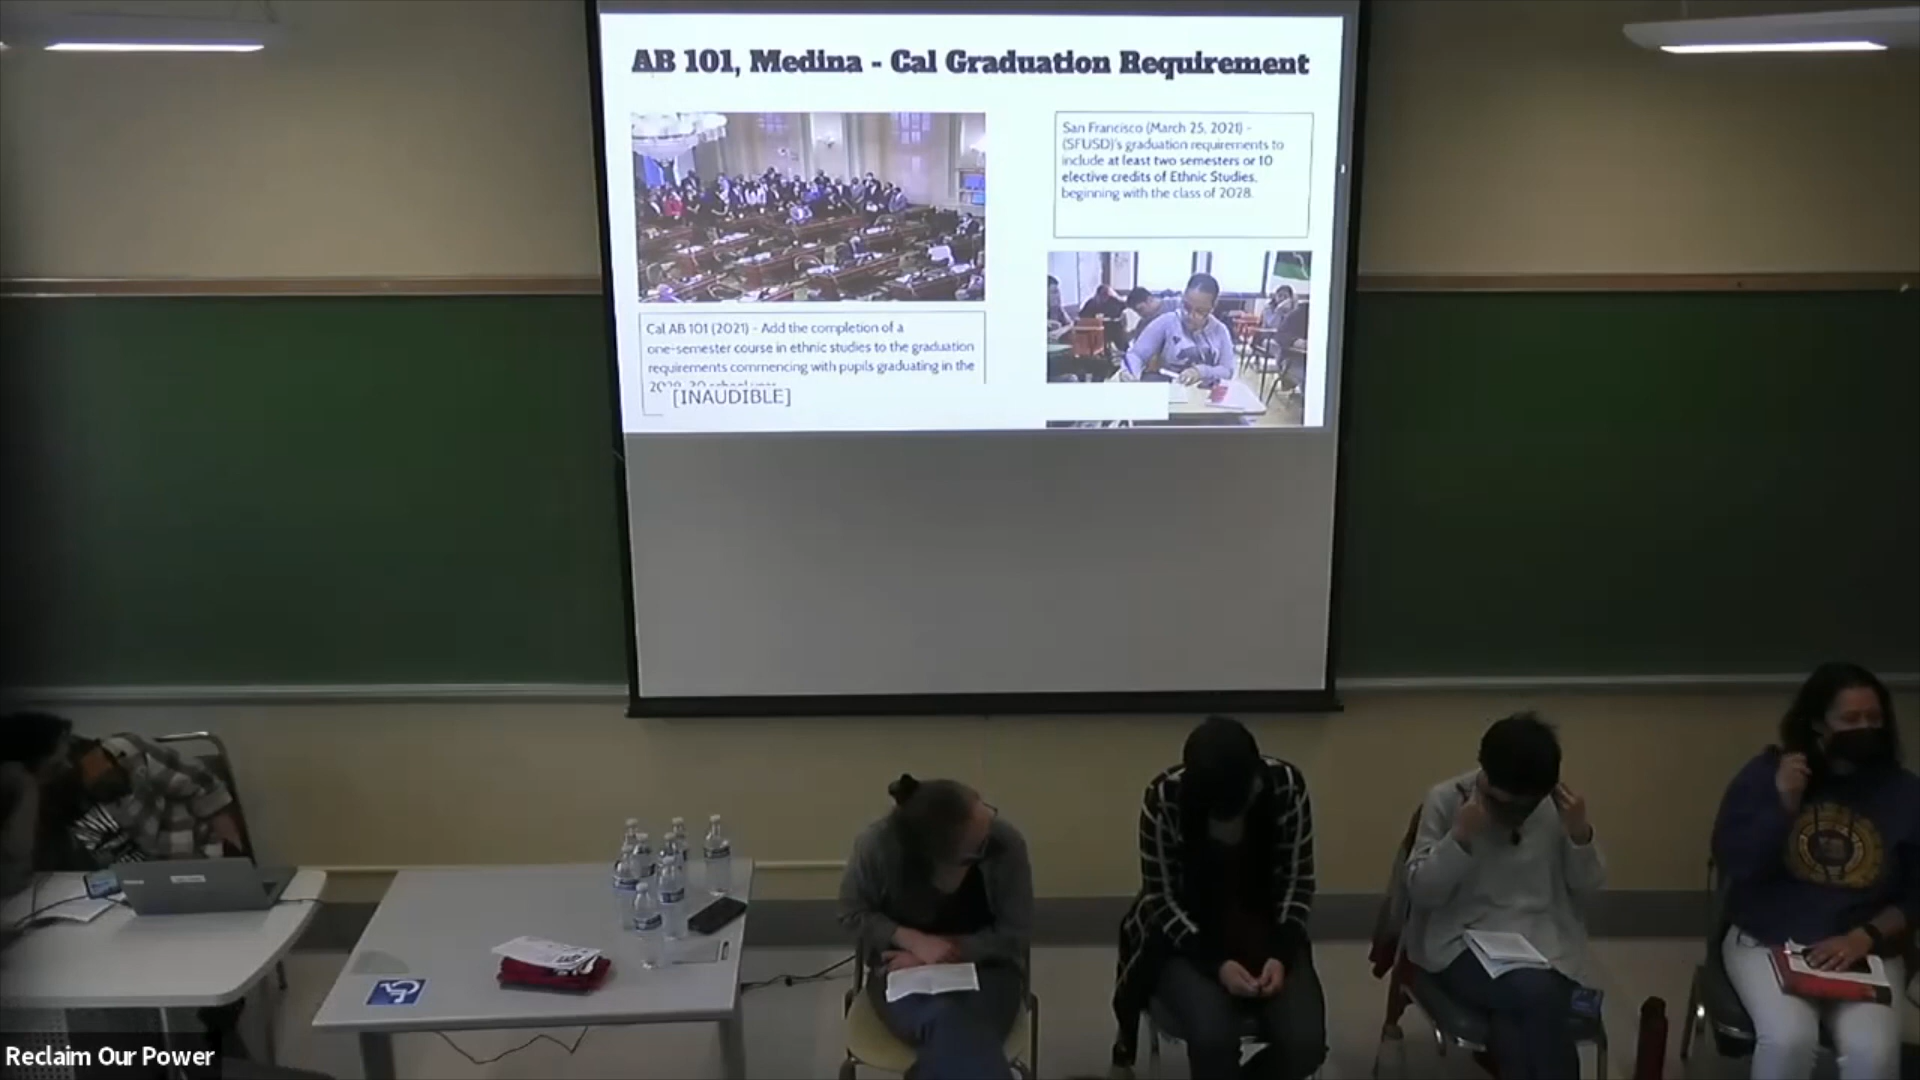 AB 101, Medina - Cal Graduation Requirement
San Francisco (March 25, 2021) -
(SFUSD)'s graduation requirements to
include at least two semesters or 10
elective credits of Ethnic Studies,
beginning with the class of 2028.
Cal AB 101 (2021) - Add the completion of a
one-semester course in ethnic studies to the graduation
requirements commencing with pupils graduating in the
[INAUDIBLE]
Reclaim Our Power